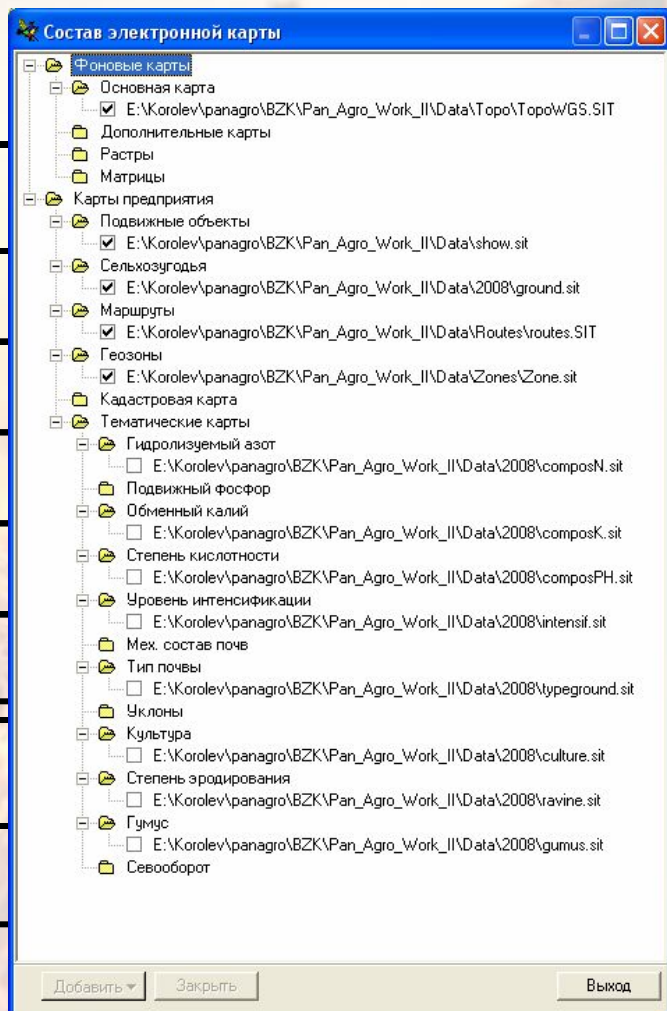 Состав электронной карты
Фоновые карты
Основная карта
E:\Korolev\panagro\BZK\Pan_Agro_Work_II\Data\Topo\TopoWGS.SIT
Дополнительные карты
Растры
Матрицы
Карты предприятия
Подвижные объекты
E:\Korolev\panagro\BZK\Pan_Agro_Work_II\Data\show.sit
Сельхозугодья
E:\Korolev\panagro\BZK\Pan_Agro_Work_II\Data\2008\ground.sit
Маршруты
E:\Korolev\panagro\BZK\Pan_Agro_Work_II\Data\Routes\routes.SIT
Геозоны
E:\Korolev\panagro\BZK\Pan_Agro_Work_II\Data\Zones\Zone.sit
Кадастровая карта
Тематические карты
Гидролизуемый азот
E:\Korolev\panagro\BZK\Pan_Agro_Work_II\Data\2008\composN.sit
Подвижный фосфор
Обменный калий
E:\Korolev\panagro\BZK\Pan_Agro_Work_II\Data\2008\composK.sit
Степень кислотности
E:\Korolev\panagro\BZK\Pan_Agro_Work_II\Data\2008\composPH.sit
Уровень интенсификации
E:\Korolev\panagro\BZK\Pan_Agro_Work_II\Data\2008\intensif.sit
Мех. состав почв
Тип почвы
E:\Korolev\panagro\BZK\Pan_Agro_Work_II\Data\2008\typeground.sit
Уклоны
Культура
E:\Korolev\panagro\BZK\Pan_Agro_Work_II\Data\2008\culture.sit
Степень эродирования
E:\Korolev\panagro\BZK\Pan_Agro_Work_II\Data\2008\ravine.sit
Гумус
E:\Korolev\panagro\BZK\Pan_Agro_Work_II\Data\2008\gumus.sit
Севооборот
Добавить Закрыть Выход